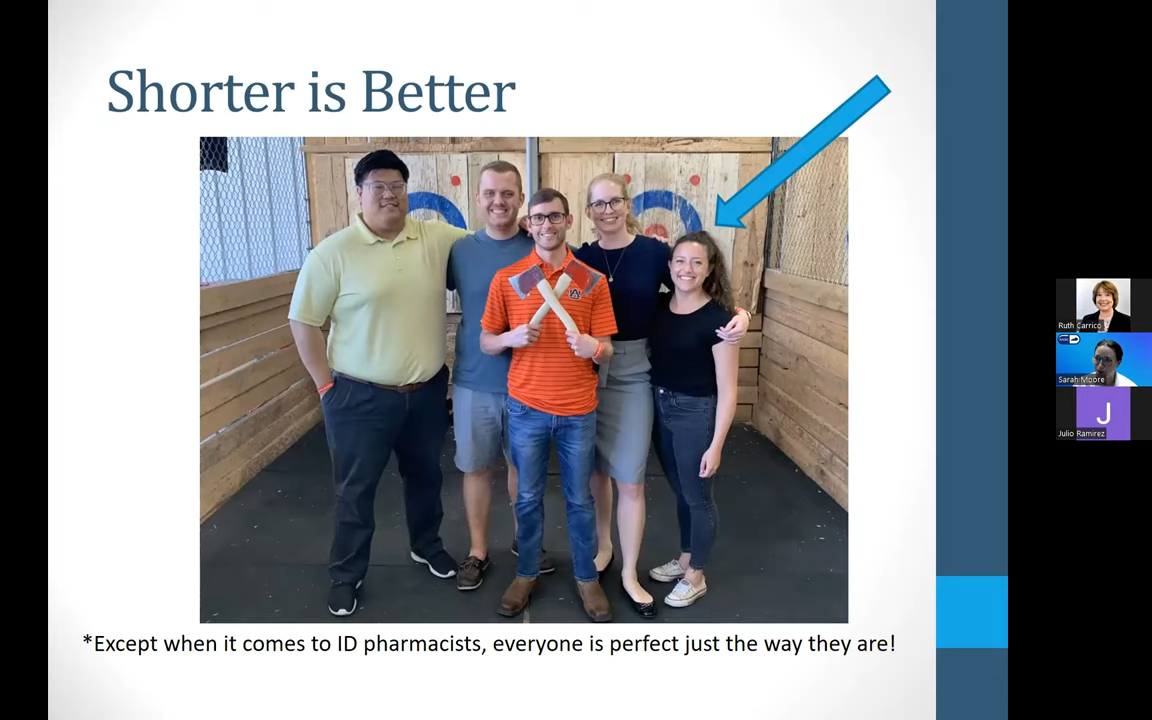 Shorter is Better
*Except when it comes to ID pharmacists, everyone is perfect just the way they are!
Ruth Carrico
Sarah Moore
J
Julio Ramirez